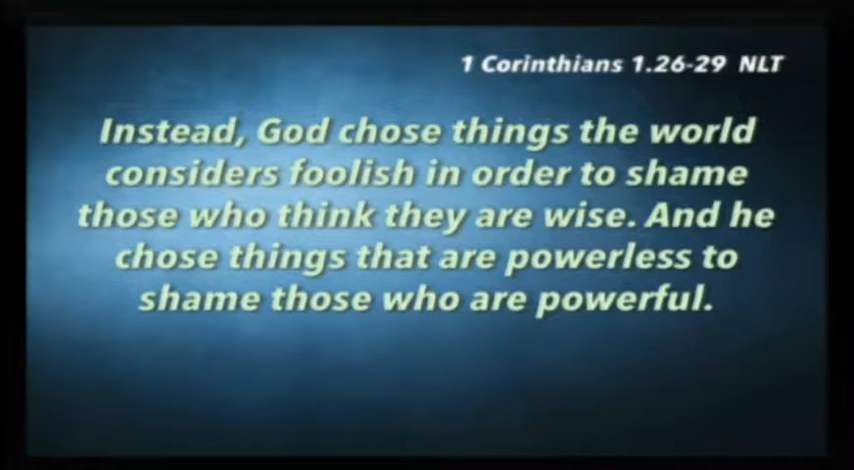 1 Corinthians 1.26-29 NLT
Instead, God chose things the world
considers foolish in order to shame
those who think they are wise. And he
chose things that are powerless to
shame those who are powerful.